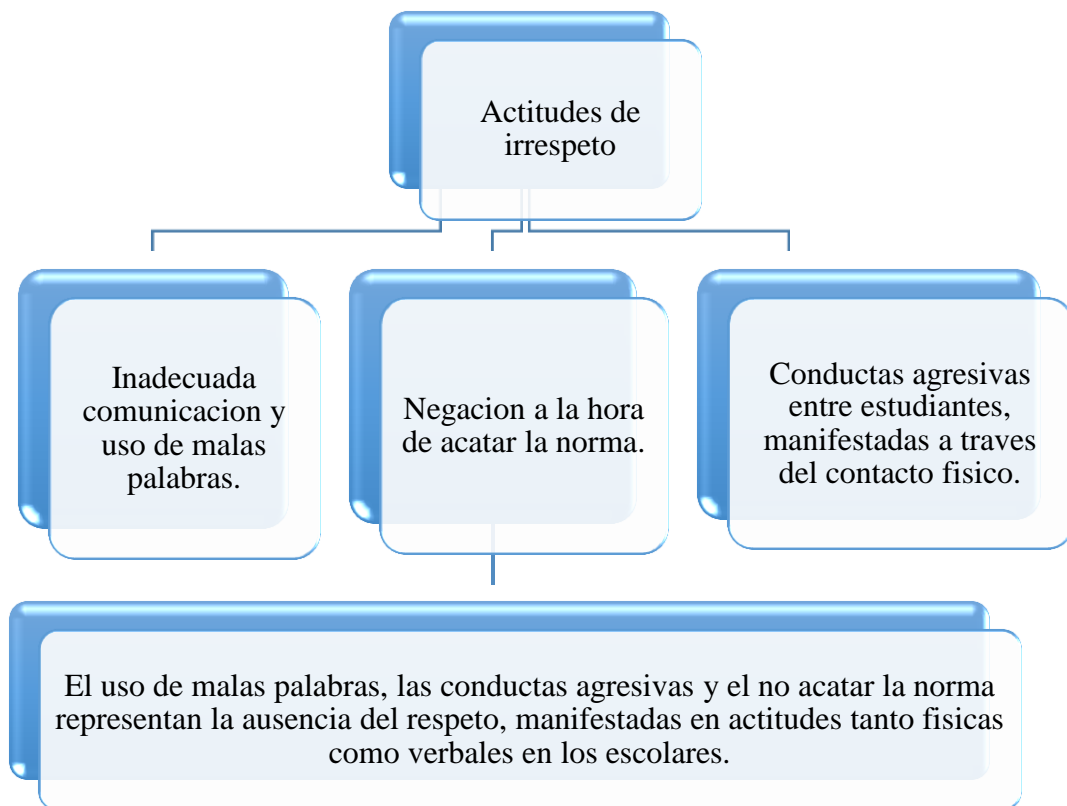 Actitudes de
irrespeto
Inadecuada
comunicacion y
uso de malas
palabras.
Negacion a la hora
de acatar la norma.
Conductas agresivas
entre estudiantes,
manifestadas a traves
del contacto fisico.
El uso de malas palabras, las conductas agresivas y el no acatar la norma
representan la ausencia del respeto, manifestadas en actitudes tanto fisicas
como verbales en los escolares.